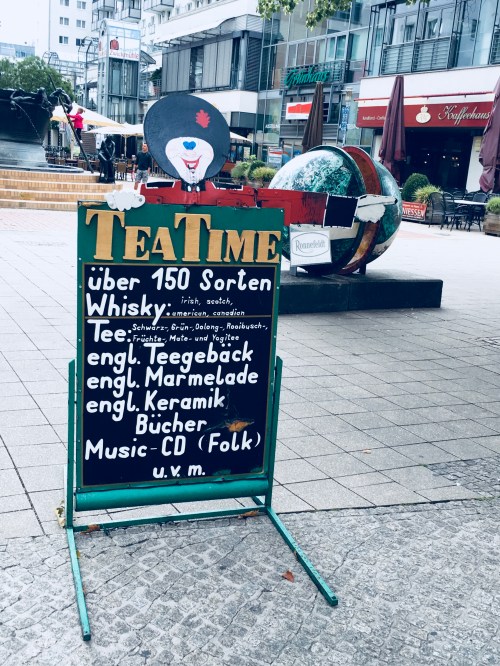 TEATIME
über 150 Sorten
Whisky: irish, scotch,
american, canadian
Tee: Schwarz-, Grün-, Oolong-, Rooibusch-,
Früchte-, Mate- und Yogitee
engl. Teegebäck
engl. Marmelade
engl. Keramik
Bücher
Music-CD (Folk)
u.v.m.
Ronnefeldt
Kaffeehaus